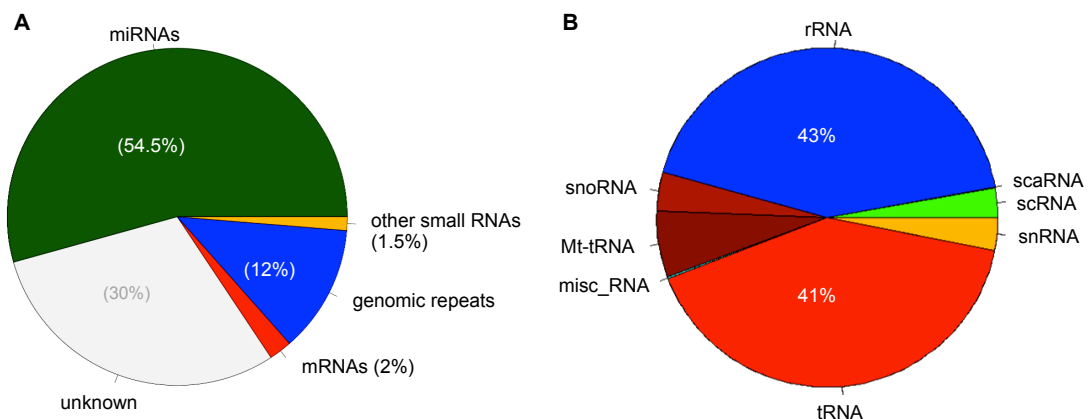 A
miRNAs
(54.5%)
other small RNAs
(1.5%)
(12%)
genomic repeats
(30%)
mRNAs (2%)
unknown
B
rRNA
43%
snoRNA
scaRNA
scRNA
Mt-tRNA
snRNA
misc_RNA
41%
tRNA